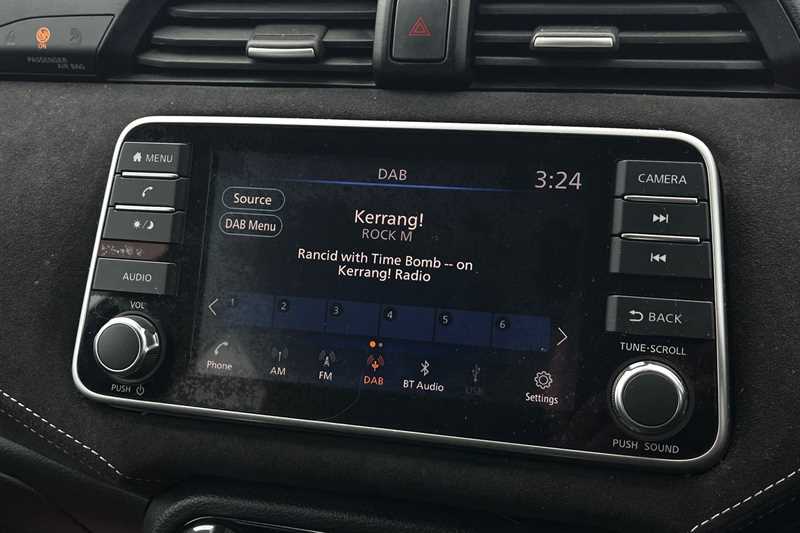 ON
PASSENGER
AIR BAG
MENU
AUDIO
VOL
PUSH
DAB
3:24
Source
DAB Menu
Kerrang!
ROCK M
Rancid with Time Bomb -- on
Kerrang! Radio
1 2 3 4 5 6
Phone AM FM DAB BT Audio USB Settings
CAMERA
BACK
TUNE•SCROLL
PUSH SOUND